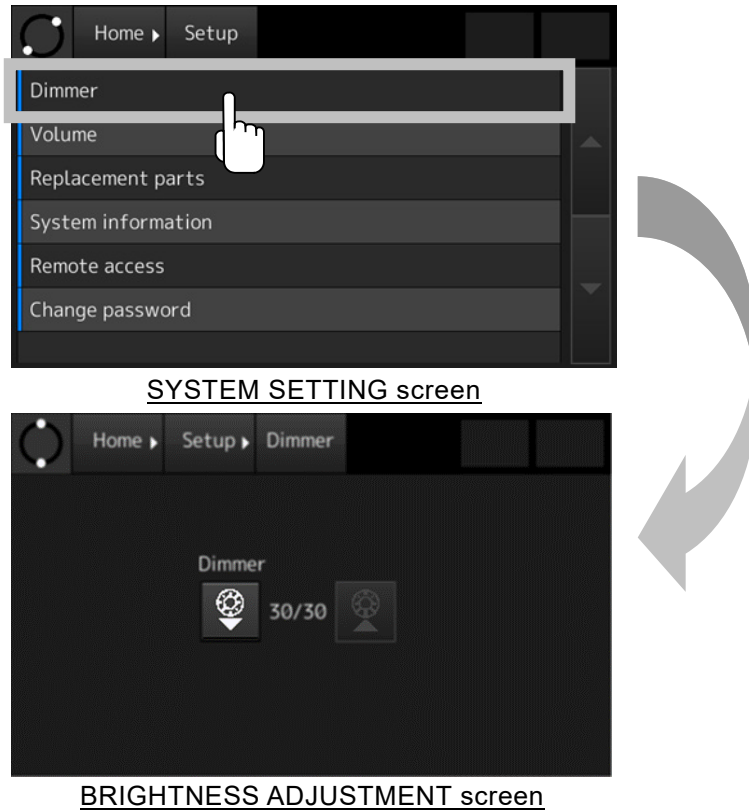 Home Setup
Dimmer
Volume
Replacement parts
System information
Remote access
Change password
SYSTEM SETTING screen
Home Setup Dimmer
Dimmer
30/30
BRIGHTNESS ADJUSTMENT screen